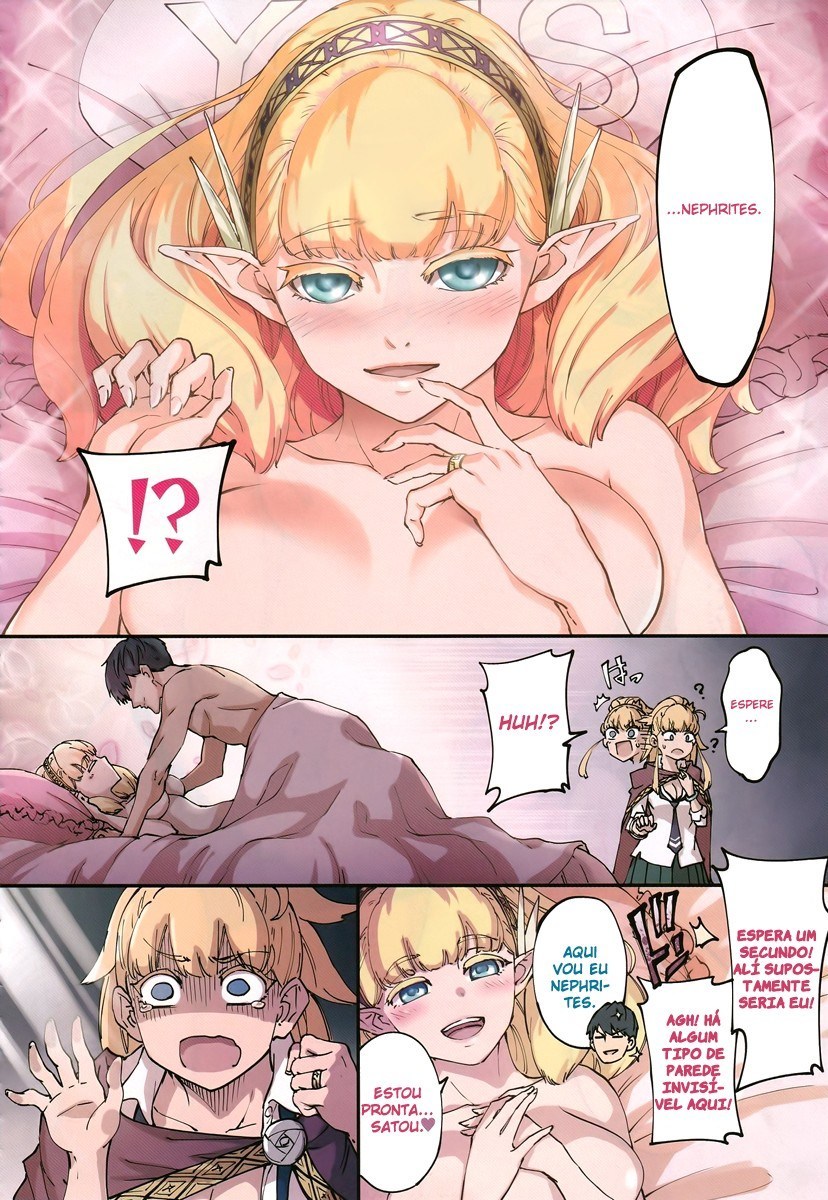 YES
...NEPHRITES.
!?
ESPERE
...
はっ
?
?
HUH!?
ESPERA UM
SECUNDO!
ALÍ SUPOS-
TAMENTE
SERIA EU!
AGH! HÁ
ALGUM
TIPO DE
PAREDE
INVISÍ-
VEL AQUI!
AQUI
VOU EU
NEPHRI-
TES.
ESTOU
PRONTA...
SATOU.♥